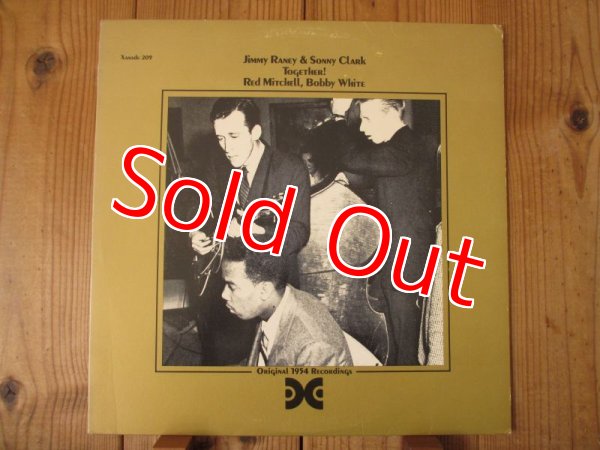 Xanadu 209
Jimmy Raney & Sonny Clark
Together!
Red Mitchell, Bobby White
Sold Out
Original 1954 Recordings